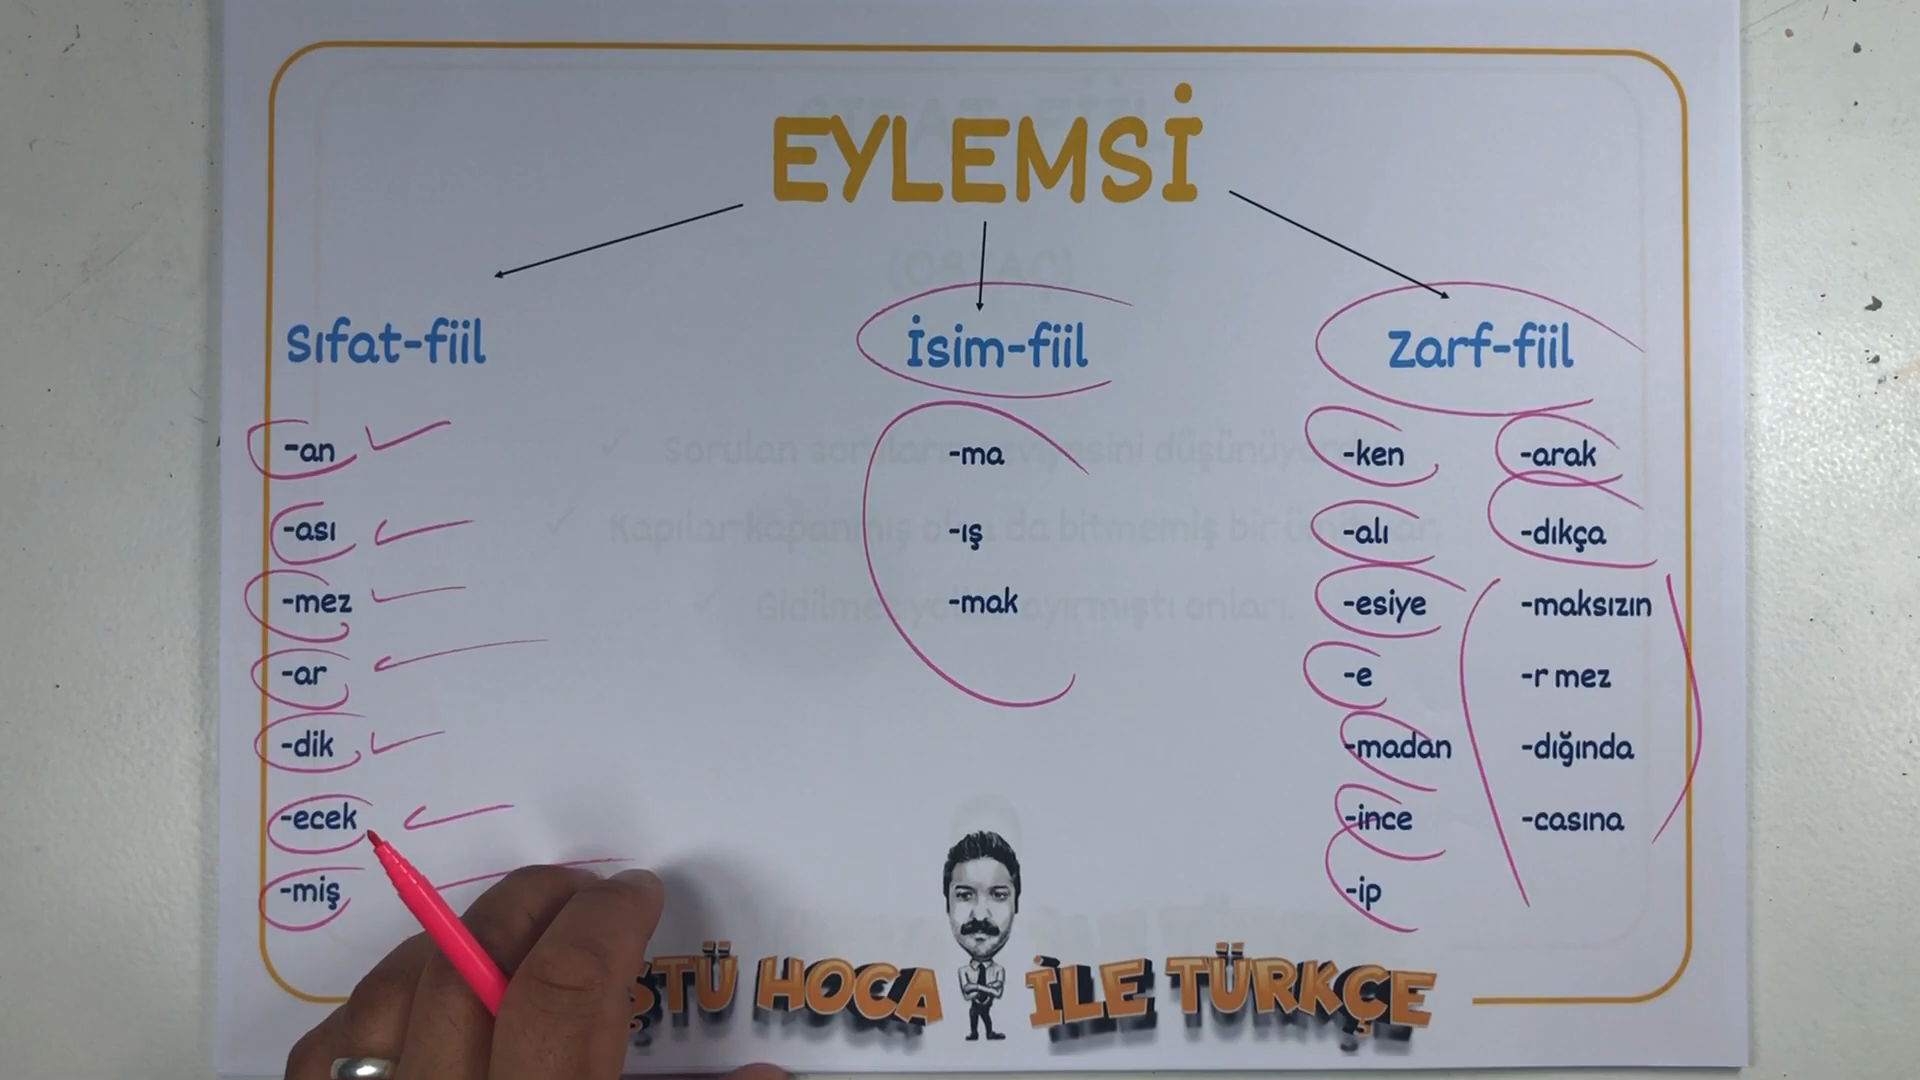 EYLEMSİ
Sıfat-fiil
-an
-ası
-mez
-ar
-dik
-ecek
-miş
İsim-fiil
-ma
-ış
-mak
Zarf-fiil
-ken
-alı
-esiye
-e
-madan
-ince
-ip
-arak
-dıkça
-maksızın
-r mez
-dığında
-casına
HOCA İLE TÜRKÇE